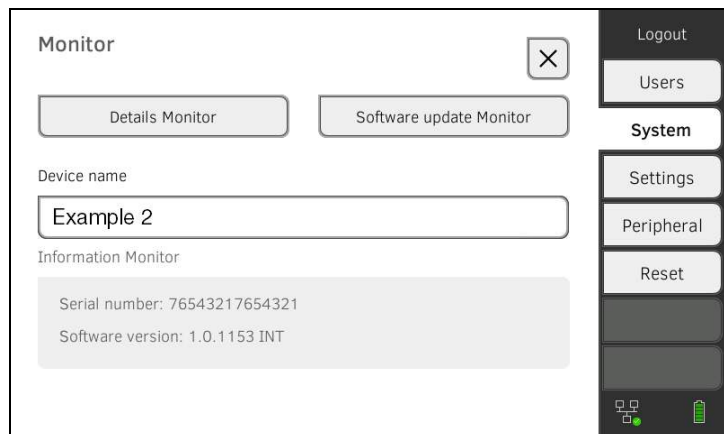 Monitor
Details Monitor
Software update Monitor
Device name
Example 2
Information Monitor
Serial number: 76543217654321
Software version: 1.0.1153 INT
Logout
Users
System
Settings
Peripheral
Reset